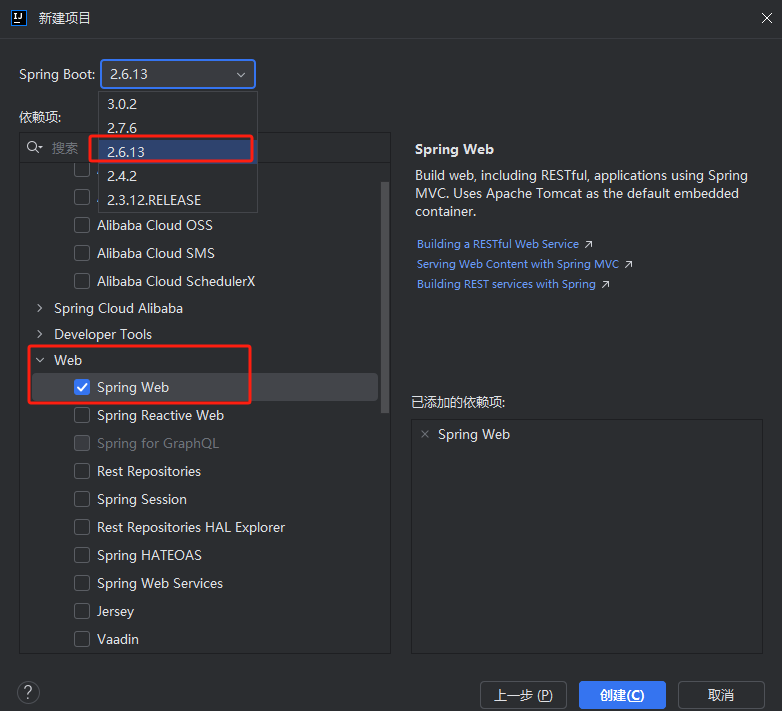 新建项目
Spring Boot:
2.6.13
3.0.2
2.7.6
2.6.13
2.4.2
2.3.12.RELEASE
依赖项:
搜索
Alibaba Cloud OSS
Alibaba Cloud SMS
Alibaba Cloud SchedulerX
Spring Cloud Alibaba
Developer Tools
Web
Spring Web
Spring Reactive Web
Spring for GraphQL
Rest Repositories
Spring Session
Rest Repositories HAL Explorer
Spring HATEOAS
Spring Web Services
Jersey
Vaadin
Spring Web
Build web, including RESTful, applications using Spring
MVC. Uses Apache Tomcat as the default embedded
container.
Building a RESTful Web Service
Serving Web Content with Spring MVC
Building REST services with Spring
已添加的依赖项:
Spring Web
?
上一步 (P)
创建(C)
取消